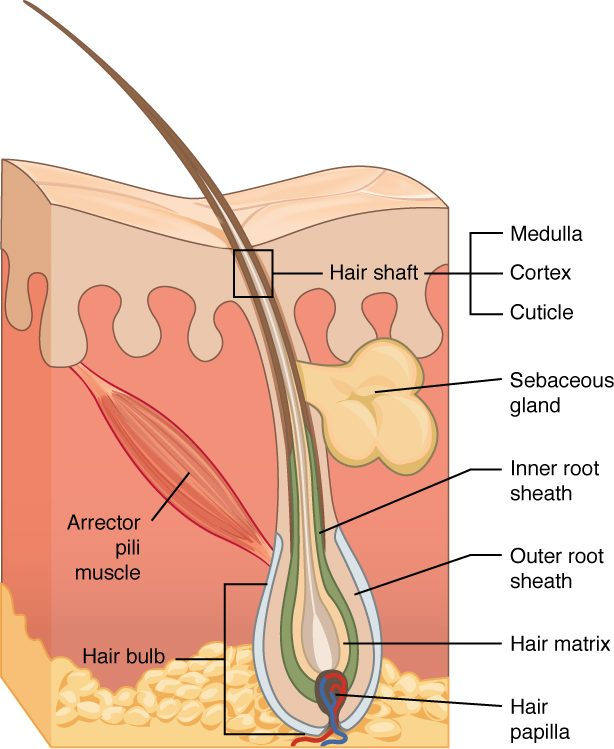 Medulla
Hair shaft
Cortex
Cuticle
Sebaceous
gland
Inner root
sheath
Arrector
pili
muscle
Outer root
sheath
Hair bulb
Hair matrix
Hair
papilla